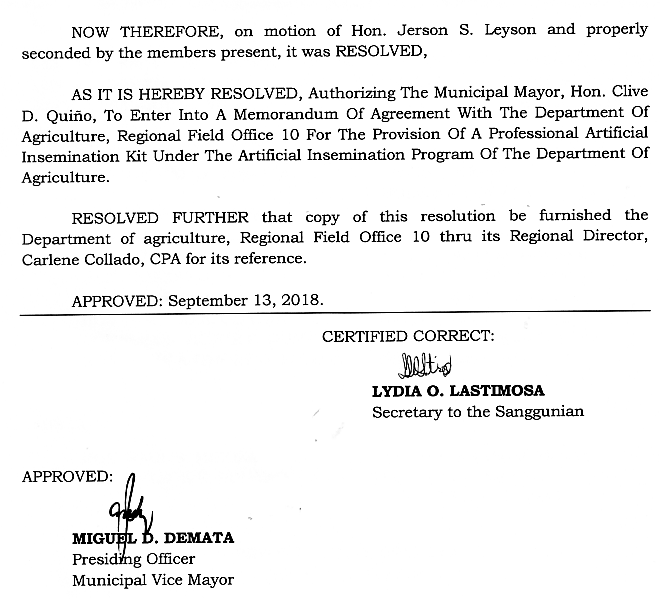 NOW THEREFORE, on motion of Hon. Jerson S. Leyson and properly
seconded by the members present, it was RESOLVED,
AS IT IS HEREBY RESOLVED, Authorizing The Municipal Mayor, Hon. Clive
D. Quiño, To Enter Into A Memorandum Of Agreement With The Department Of
Agriculture, Regional Field Office 10 For The Provision Of A Professional Artificial
Insemination Kit Under The Artificial Insemination Program Of The Department Of
Agriculture.
RESOLVED FURTHER that copy of this resolution be furnished the
Department of agriculture, Regional Field Office 10 thru its Regional Director,
Carlene Collado, CPA for its reference.
APPROVED: September 13, 2018.
CERTIFIED CORRECT:
LYDIA O. LASTIMOSA
Secretary to the Sanggunian
APPROVED:
MIGUEL D. DEMATA
Presiding Officer
Municipal Vice Mayor